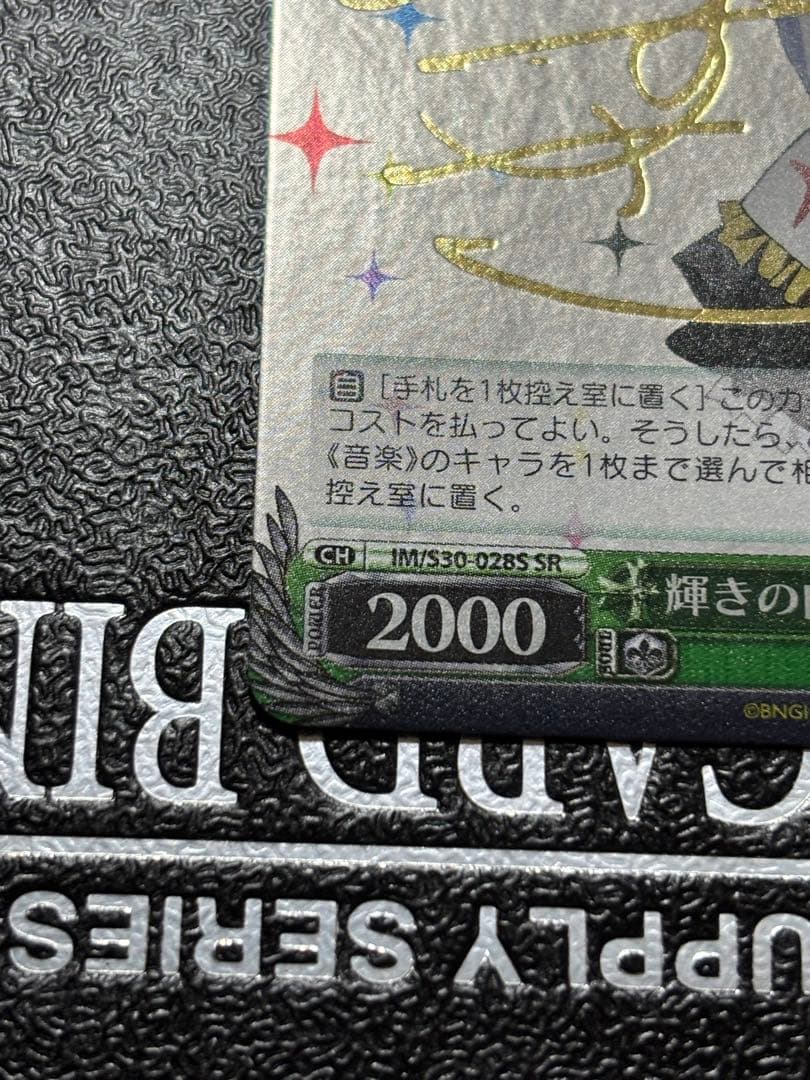 自 [手札を1枚控え室に置く] この力
コストを払ってよい。そうしたら、
《音楽》のキャラを1枚まで選んで相
控え室に置く。
CH IM/S30-028S SR
POWER 2000
輝きの
SOUL
©BNGI
CARD BIN
UPPLY SERIES